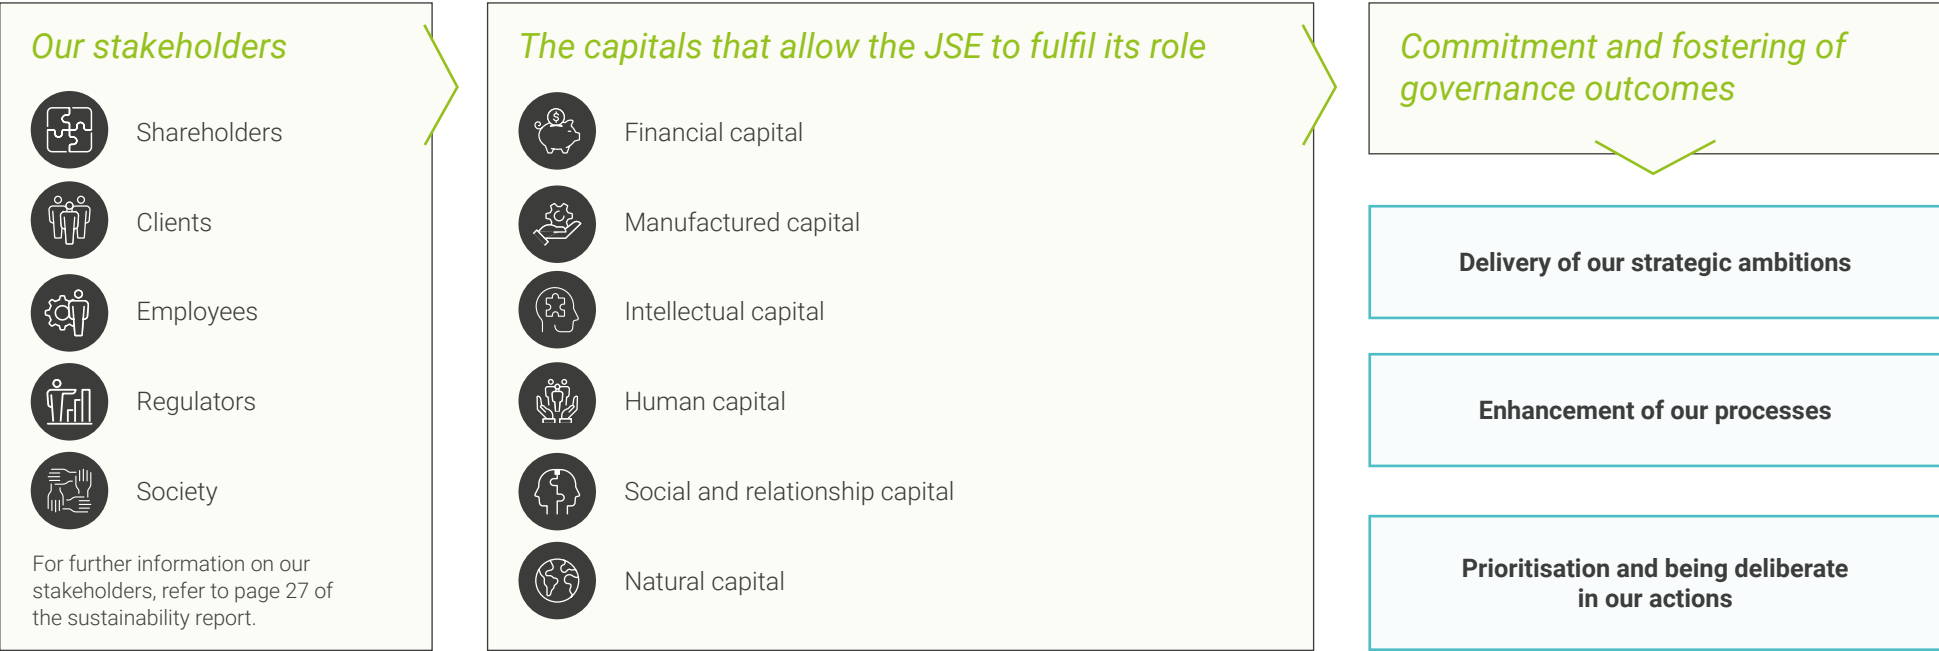 Our stakeholders
Shareholders
Clients
Employees
Regulators
Society
For further information on our
stakeholders, refer to page 27 of
the sustainability report.
The capitals that allow the JSE to fulfil its role
Financial capital
Manufactured capital
Intellectual capital
Human capital
Social and relationship capital
Natural capital
Commitment and fostering of
governance outcomes
Delivery of our strategic ambitions
Enhancement of our processes
Prioritisation and being deliberate
in our actions